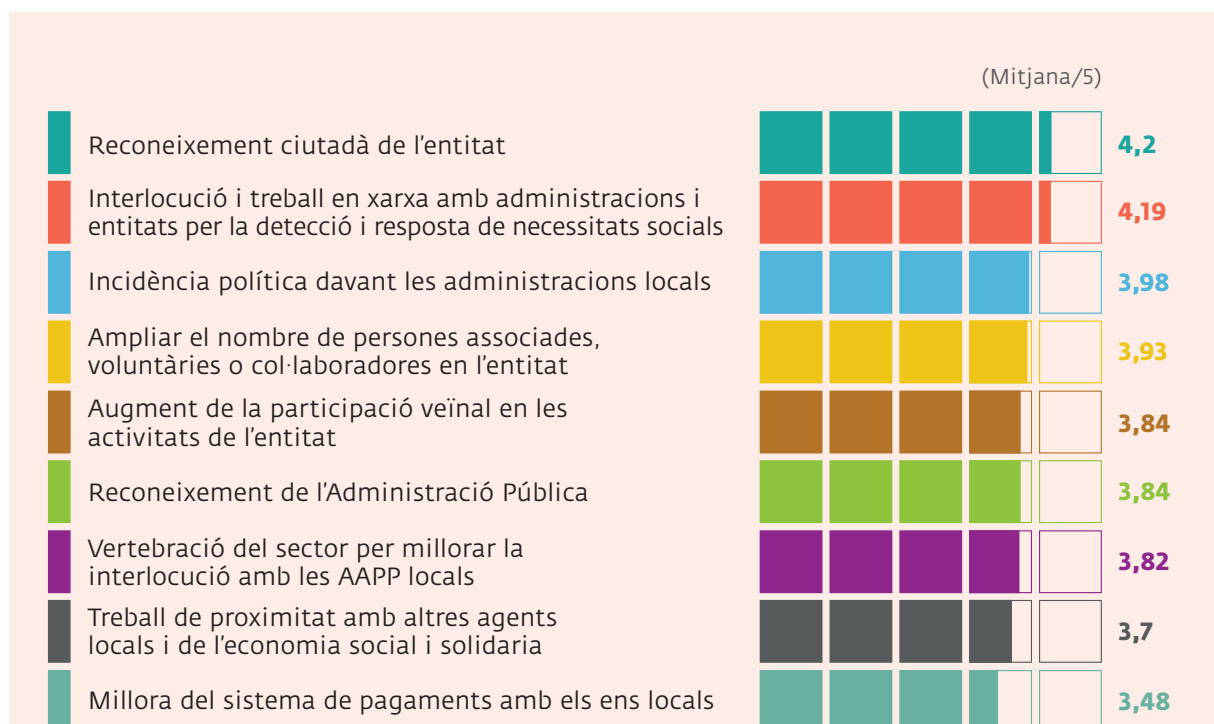 (Mitjana/5)
Reconeixement ciutadà de l'entitat
4,2
Interlocució i treball en xarxa amb administracions i
entitats per la detecció i resposta de necessitats socials
4,19
Incidència política davant les administracions locals
3,98
Ampliar el nombre de persones associades,
voluntàries o col·laboradores en l'entitat
3,93
Augment de la participació veïnal en les
activitats de l'entitat
3,84
Reconeixement de l'Administració Pública
3,84
Vertebració del sector per millorar la
interlocució amb les AAPP locals
3,82
Treball de proximitat amb altres agents
locals i de l'economia social i solidaria
3,7
Millora del sistema de pagaments amb els ens locals
3,48